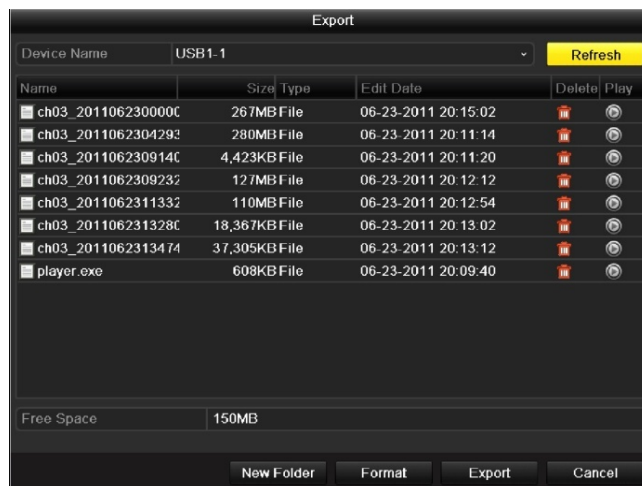 Export
Device Name USB1-1 Refresh
Name Size Type Edit Date Delete Play
ch03_2011062300000 267MB File 06-23-2011 20:15:02
ch03_2011062304293 280MB File 06-23-2011 20:11:14
ch03_201106230914C 4,423KB File 06-23-2011 20:11:20
ch03_2011062309232 127MB File 06-23-2011 20:12:12
ch03_2011062311332 110MB File 06-23-2011 20:12:54
ch03_201106231328C 18,367KB File 06-23-2011 20:13:02
ch03_2011062313474 37,305KB File 06-23-2011 20:13:12
player.exe 608KB File 06-23-2011 20:09:40
Free Space 150MB
New Folder Format Export Cancel